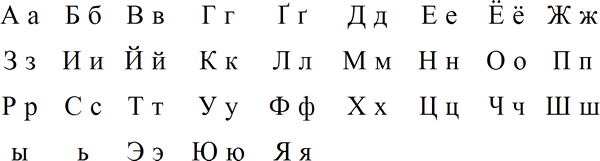 А а Б б В в Г г Ґ ґ Д д Е е Ё ё Ж ж
З з И и Й й К к Л л М м Н н О о П п
Р р С с Т т У у Ф ф Х х Ц ц Ч ч Ш ш
ы ь Э э Ю ю Я я